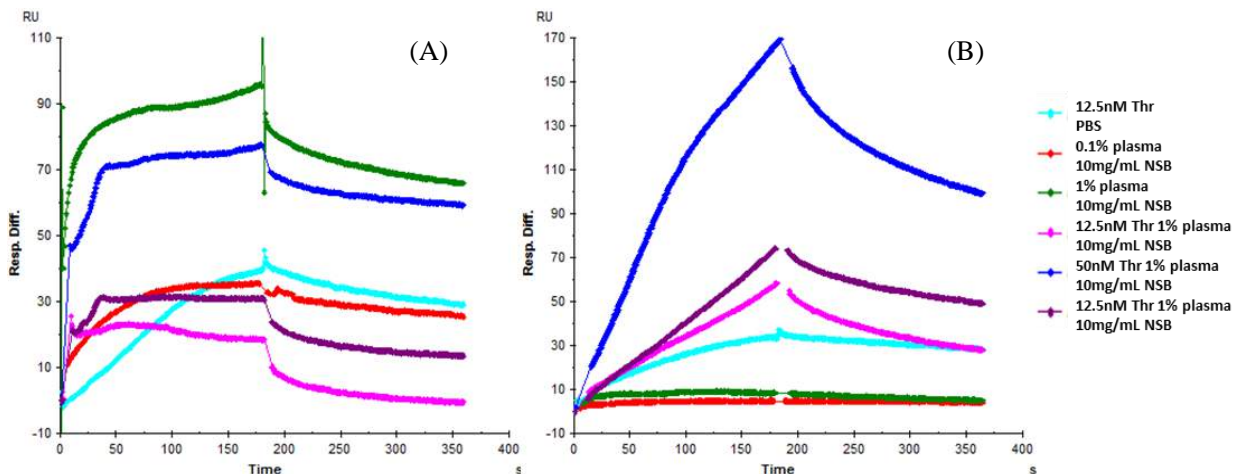 RU
110
90
70
50
30
10
-10
Resp. Diff.
0
50
100
150
200
250
300
350
400
Time
s
(A)
RU
170
150
130
110
90
70
50
30
10
-10
Resp. Diff.
0
50
100
150
200
250
300
350
400
Time
s
(B)
12.5nM Thr
PBS
0.1% plasma
10mg/mL NSB
1% plasma
10mg/mL NSB
12.5nM Thr 1% plasma
10mg/mL NSB
50nM Thr 1% plasma
10mg/mL NSB
12.5nM Thr 1% plasma
10mg/mL NSB